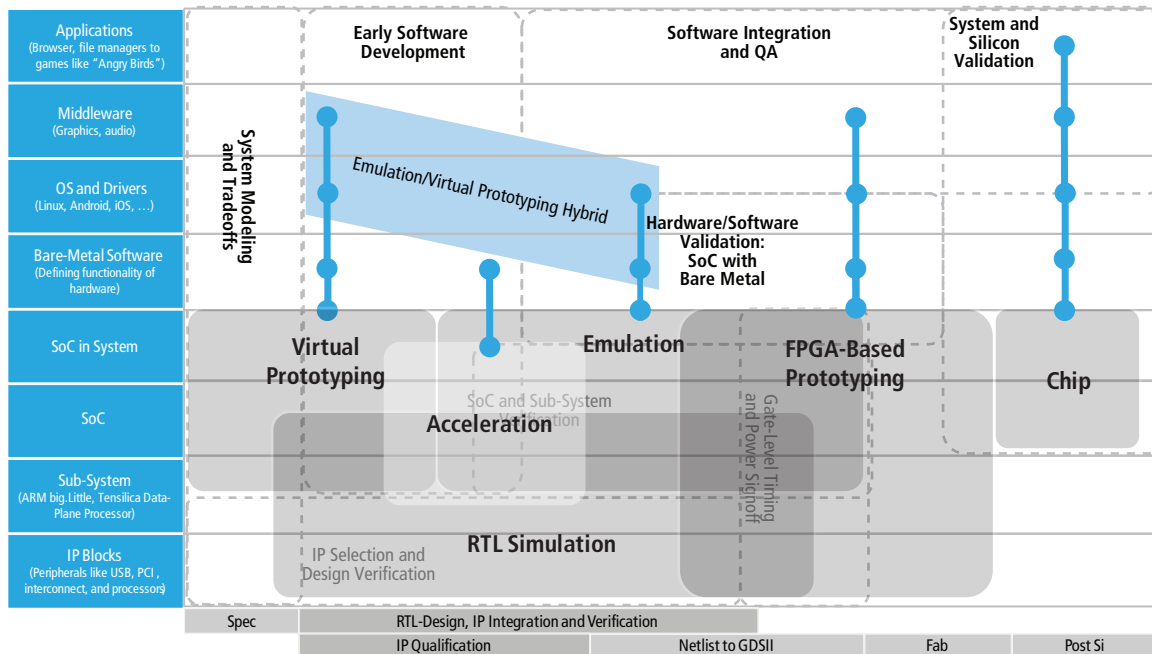 Applications
(Browser, file managers to
games like "Angry Birds")
Middleware
(Graphics, audio)
OS and Drivers
(Linux, Android, iOS, …)
Bare-Metal Software
(Defining functionality of
hardware)
SoC in System
SoC
Sub-System
(ARM big.Little, Tensilica Data-
Plane Processor)
IP Blocks
(Peripherals like USB, PCI ,
interconnect, and processors)
Early Software
Development
Software Integration
and QA
System and
Silicon
Validation
System Modeling
and Tradeoffs
Emulation/Virtual Prototyping Hybrid
Hardware/Software
Validation:
SoC with
Bare Metal
Virtual
Prototyping
Emulation
FPGA-Based
Prototyping
Chip
SoC and Sub-System
Verification
Acceleration
Gate-Level Timing
and Power Signoff
RTL Simulation
IP Selection and
Design Verification
Spec
RTL-Design, IP Integration and Verification
IP Qualification
Netlist to GDSII
Fab
Post Si